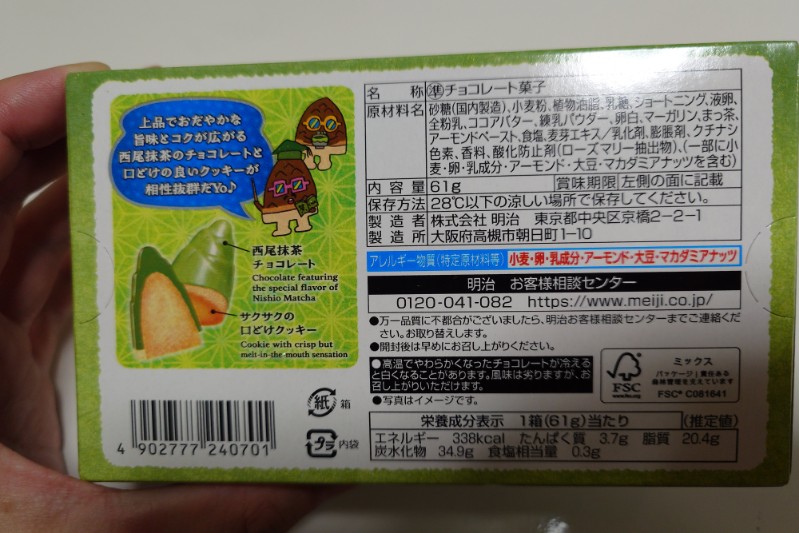 上品でおだやかな
旨味とコクが広がる
西尾抹茶のチョコレートと
口どけの良いクッキーが
相性抜群だYo♪
西尾抹茶
チョコレート
Chocolate featuring
the special flavor of
Nishio Matcha
サクサクの
口どけクッキー
Cookie with crisp but
melt-in-the-mouth sensation
4 902777 240701
紙 箱
プラ 内袋
名 称 ㊜チョコレート菓子
原材料名 砂糖(国内製造)、小麦粉、植物油脂、乳糖、ショートニング、液卵、
全粉乳、ココアバター、練乳パウダー、卵白、マーガリン、まっ茶、
アーモンドペースト、食塩、麦芽エキス/乳化剤、膨脹剤、クチナシ
色素、香料、酸化防止剤(ローズマリー抽出物)、(一部に小
麦・卵・乳成分・アーモンド・大豆・マカダミアナッツを含む)
内容量 61g 賞味期限 左側の面に記載
保存方法 28℃以下の涼しい場所で保存してください。
製造者 株式会社 明治 東京都中央区京橋2-2-1
製造所 大阪府高槻市朝日町1-10
アレルギー物質(特定原材料等) 小麦・卵・乳成分・アーモンド・大豆・マカダミアナッツ
明治 お客様相談センター
0120-041-082 https://www.meiji.co.jp/
●万一品質に不都合がございましたら、明治お客様相談センターまでご連絡くだ
さい。お取り替えします。
●開封後は早めにお召し上がりください。
●高温でやわらかくなったチョコレートが冷える
と白くなることがあります。風味は劣りますが、お
召し上がりいただけます。
●写真はイメージです。
FSC
www.fsc.org
ミックス
パッケージ|責任ある
森林管理を支えています
FSC® C081641
栄養成分表示 1箱(61g)当たり (推定値)
エネルギー 338kcal たんぱく質 3.7g 脂質 20.4g
炭水化物 34.9g 食塩相当量 0.3g